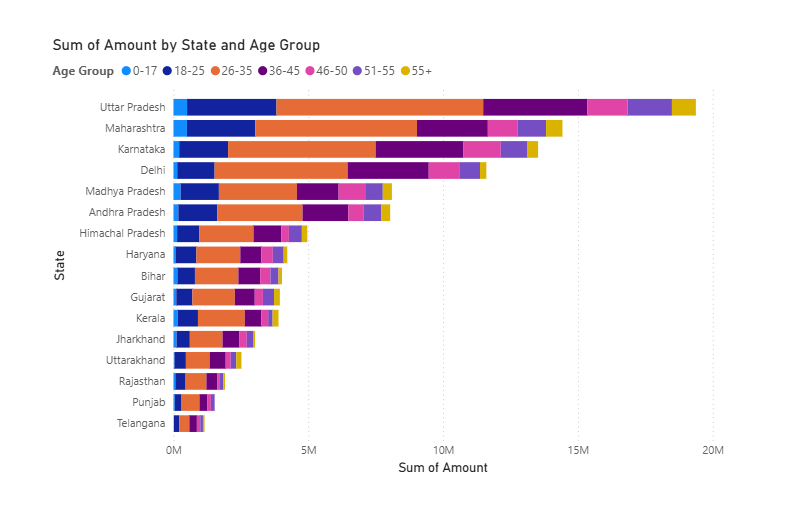 Sum of Amount by State and Age Group
Age Group 0-17 18-25 26-35 36-45 46-50 51-55 55+
Uttar Pradesh
Maharashtra
Karnataka
Delhi
Madhya Pradesh
Andhra Pradesh
Himachal Pradesh
Haryana
Bihar
Gujarat
Kerala
Jharkhand
Uttarakhand
Rajasthan
Punjab
Telangana
State
0M 5M 10M 15M 20M
Sum of Amount